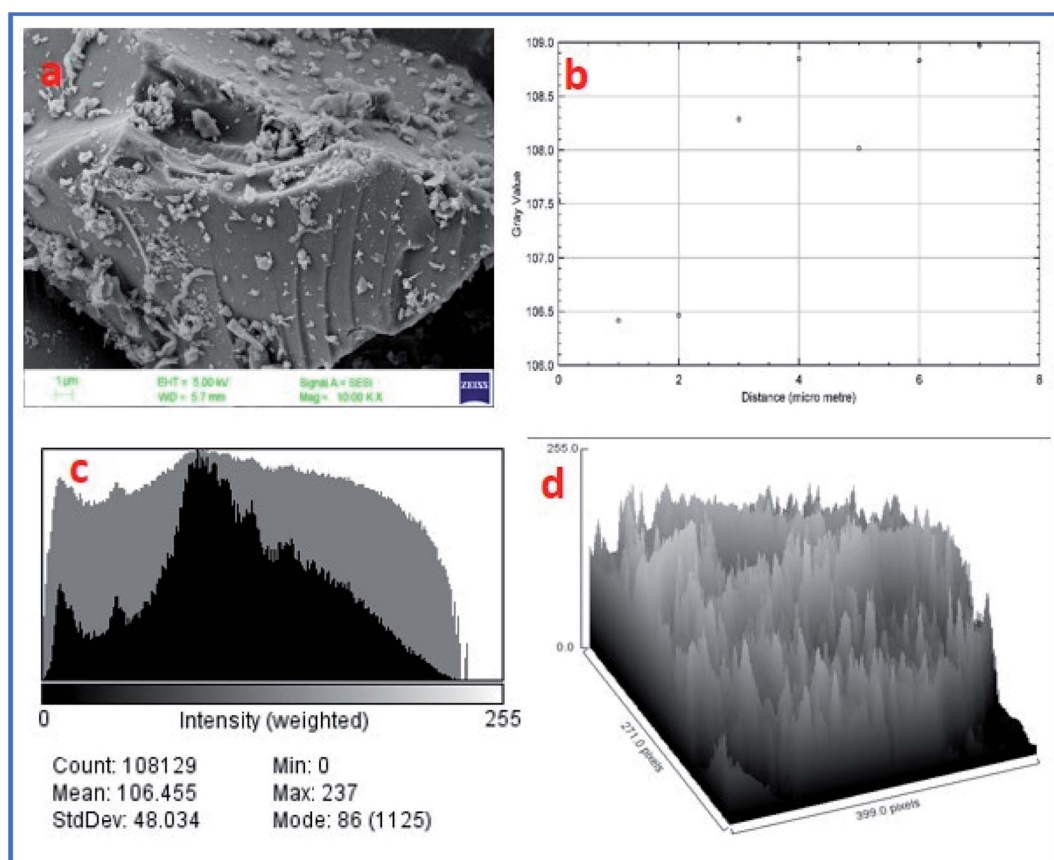 a
1 µm
EHT = 5.00 kV
Signal A = SESI
WD = 5.7 mm
Mag = 10.00 K X
ZEISS
b
109.0
108.5
108.0
107.5
107.0
106.5
106.0
Gray Value
0 2 4 6 8
Distance (micro metre)
c
0 Intensity (weighted) 255
Count: 108129 Min: 0
Mean: 106.455 Max: 237
StdDev: 48.034 Mode: 86 (1125)
d
255.0
0.0
271.0 pixels
399.0 pixels